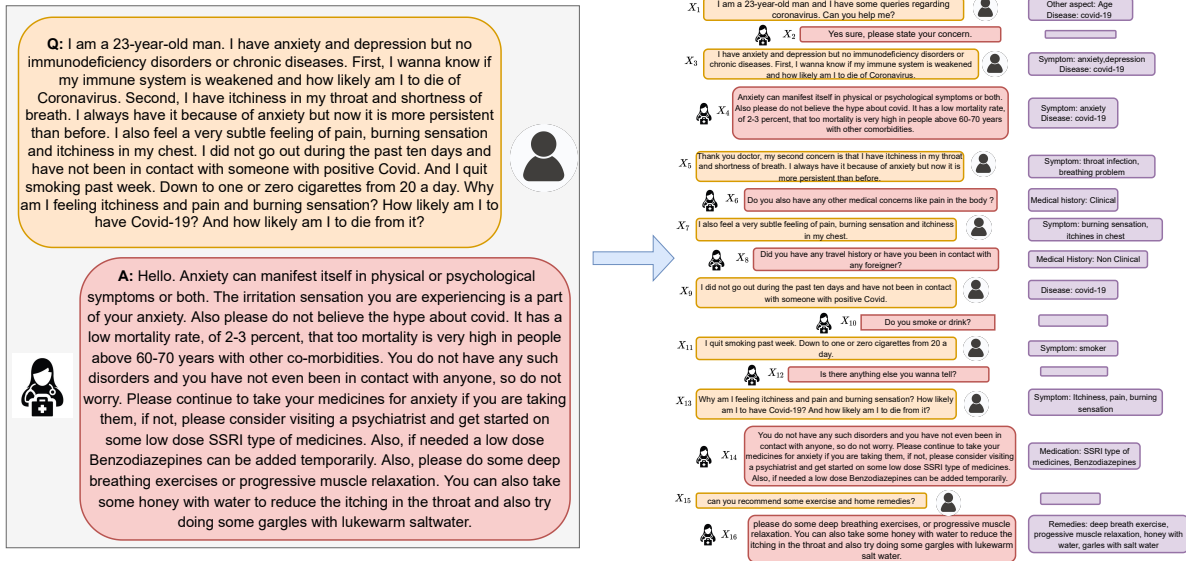 Q: I am a 23-year-old man. I have anxiety and depression but no
immunodeficiency disorders or chronic diseases. First, I wanna know if
my immune system is weakened and how likely am I to die of
Coronavirus. Second, I have itchiness in my throat and shortness of
breath. I always have it because of anxiety but now it is more persistent
than before. I also feel a very subtle feeling of pain, burning sensation
and itchiness in my chest. I did not go out during the past ten days and
have not been in contact with someone with positive Covid. And I quit
smoking past week. Down to one or zero cigarettes from 20 a day. Why
am I feeling itchiness and pain and burning sensation? How likely am I to
have Covid-19? And how likely am I to die from it?
A: Hello. Anxiety can manifest itself in physical or psychological
symptoms or both. The irritation sensation you are experiencing is a part
of your anxiety. Also please do not believe the hype about covid. It has a
low mortality rate, of 2-3 percent, that too mortality is very high in people
above 60-70 years with other co-morbidities. You do not have any such
disorders and you have not even been in contact with anyone, so do not
worry. Please continue to take your medicines for anxiety if you are taking
them, if not, please consider visiting a psychiatrist and get started on
some low dose SSRI type of medicines. Also, if needed a low dose
Benzodiazepines can be added temporarily. Also, please do some deep
breathing exercises or progressive muscle relaxation. You can also take
some honey with water to reduce the itching in the throat and also try
doing some gargles with lukewarm saltwater.
X1
I am a 23-year-old man and I have some queries regarding
coronavirus. Can you help me?
Other aspect: Age
Disease: covid-19
X2
Yes sure, please state your concern.
X3
I have anxiety and depression but no immunodeficiency disorders or
chronic diseases. First, I wanna know if my immune system is weakened
and how likely am I to die of Coronavirus.
Symptom: anxiety,depression
Disease: covid-19
X4
Anxiety can manifest itself in physical or psychological symptoms or both.
Also please do not believe the hype about covid. It has a low mortality rate,
of 2-3 percent, that too mortality is very high in people above 60-70 years
with other comorbidities.
Symptom: anxiety
Disease: covid-19
X5
Thank you doctor, my second concern is that I have itchiness in my throat
and shortness of breath. I always have it because of anxiety but now it is
more persistent than before.
Symptom: throat infection,
breathing problem
X6
Do you also have any other medical concerns like pain in the body ?
Medical history: Clinical
X7
I also feel a very subtle feeling of pain, burning sensation and itchiness
in my chest.
Symptom: burning sensation,
itchines in chest
X8
Did you have any travel history or have you been in contact with
any foreigner?
Medical History: Non Clinical
X9
I did not go out during the past ten days and have not been in contact
with someone with positive Covid.
Disease: covid-19
X10
Do you smoke or drink?
X11
I quit smoking past week. Down to one or zero cigarettes from 20 a
day.
Symptom: smoker
X12
Is there anything else you wanna tell?
X13
Why am I feeling itchiness and pain and burning sensation? How likely
am I to have Covid-19? And how likely am I to die from it?
Symptom: Itchiness, pain, burning
sensation
X14
You do not have any such disorders and you have not even been in
contact with anyone, so do not worry. Please continue to take your
medicines for anxiety if you are taking them, if not, please consider visiting
a psychiatrist and get started on some low dose SSRI type of medicines.
Also, if needed a low dose Benzodiazepines can be added temporarily.
Medication: SSRI type of
medicines, Benzodiazepines
X15
can you recommend some exercise and home remedies?
X16
please do some deep breathing exercises, or progressive muscle
relaxation. You can also take some honey with water to reduce the
itching in the throat and also try doing some gargles with lukewarm
salt water.
Remedies: deep breath exercise,
progessive muscle relaxation, honey with
water, garles with salt water